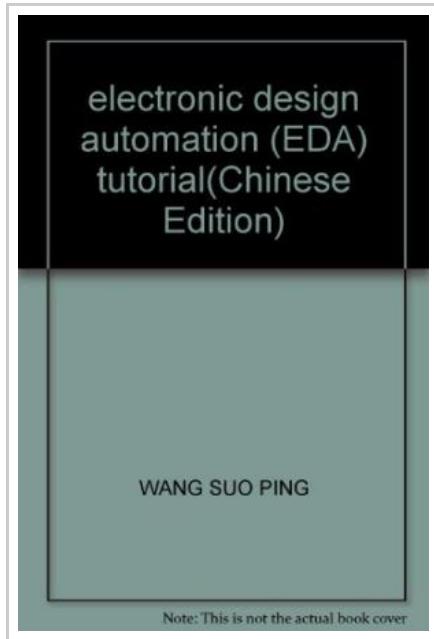 electronic design
automation (EDA)
tutorial(Chinese
Edition)
WANG SUO PING
Note: This is not the actual book cover